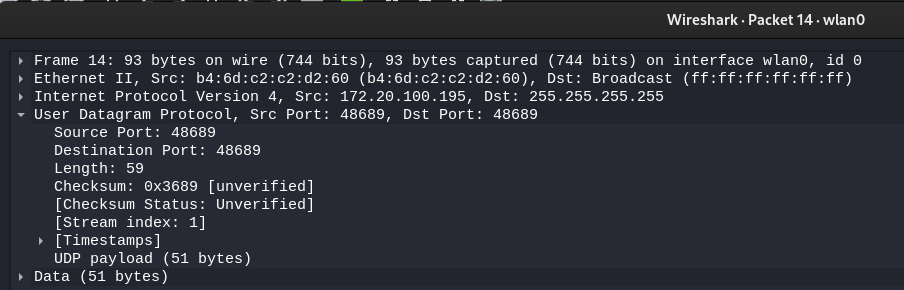 Wireshark · Packet 14 · wlan0
Frame 14: 93 bytes on wire (744 bits), 93 bytes captured (744 bits) on interface wlan0, id 0
Ethernet II, Src: b4:6d:c2:c2:d2:60 (b4:6d:c2:c2:d2:60), Dst: Broadcast (ff:ff:ff:ff:ff:ff)
Internet Protocol Version 4, Src: 172.20.100.195, Dst: 255.255.255.255
User Datagram Protocol, Src Port: 48689, Dst Port: 48689
Source Port: 48689
Destination Port: 48689
Length: 59
Checksum: 0x3689 [unverified]
[Checksum Status: Unverified]
[Stream index: 1]
[Timestamps]
UDP payload (51 bytes)
Data (51 bytes)